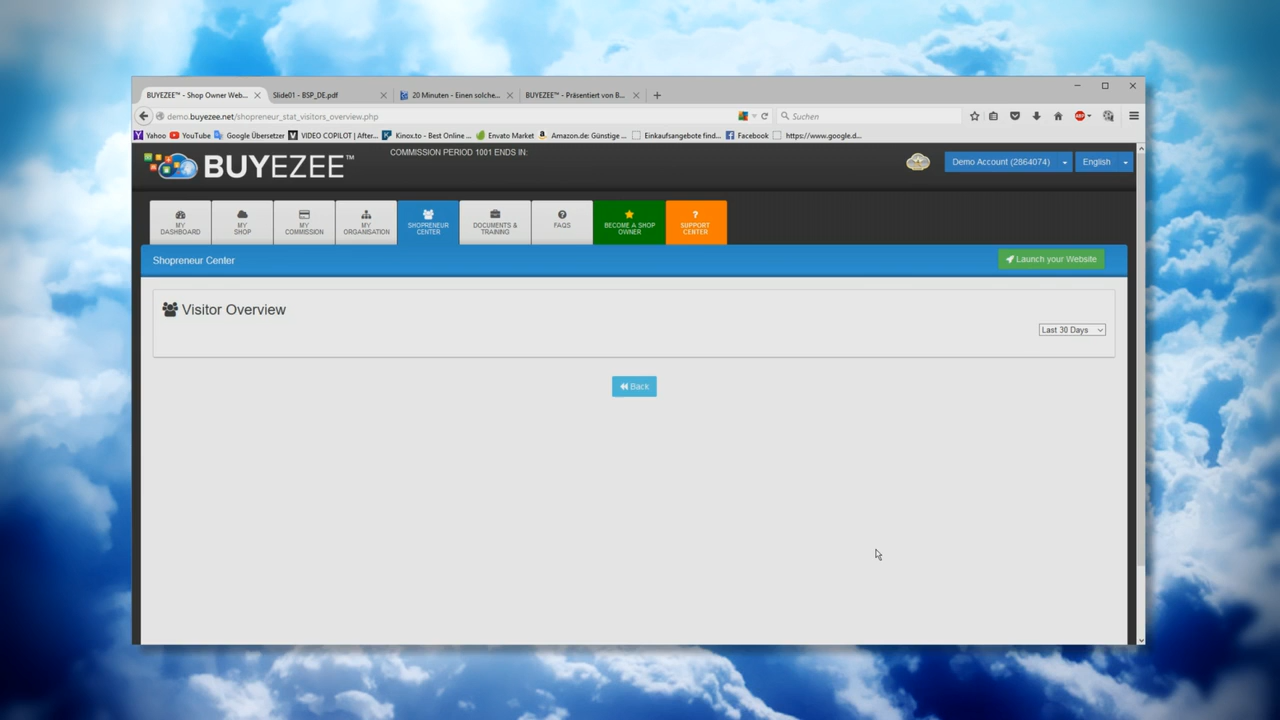 BUYEZEE™ - Shop Owner Web...
Slide01 - BSP_DE.pdf
20 Minuten - Einen solche...
BUYEZEE™ - Präsentiert von B...
demo.buyezee.net/shopreneur_stat_visitors_overview.php
Suchen
Yahoo
YouTube
Google Übersetzer
VIDEO COPILOT | After...
Kinox.to - Best Online ...
Envato Market
Amazon.de: Günstige ...
Einkaufsangebote find...
Facebook
https://www.google.d...
BUYEZEE™
COMMISSION PERIOD 1001 ENDS IN:
Demo Account (2864074)
English
MY
DASHBOARD
MY
SHOP
MY
COMMISSION
MY
ORGANISATION
SHOPRENEUR
CENTER
DOCUMENTS &
TRAINING
FAQS
BECOME A SHOP
OWNER
SUPPORT
CENTER
Shopreneur Center
Launch your Website
Visitor Overview
Last 30 Days
Back